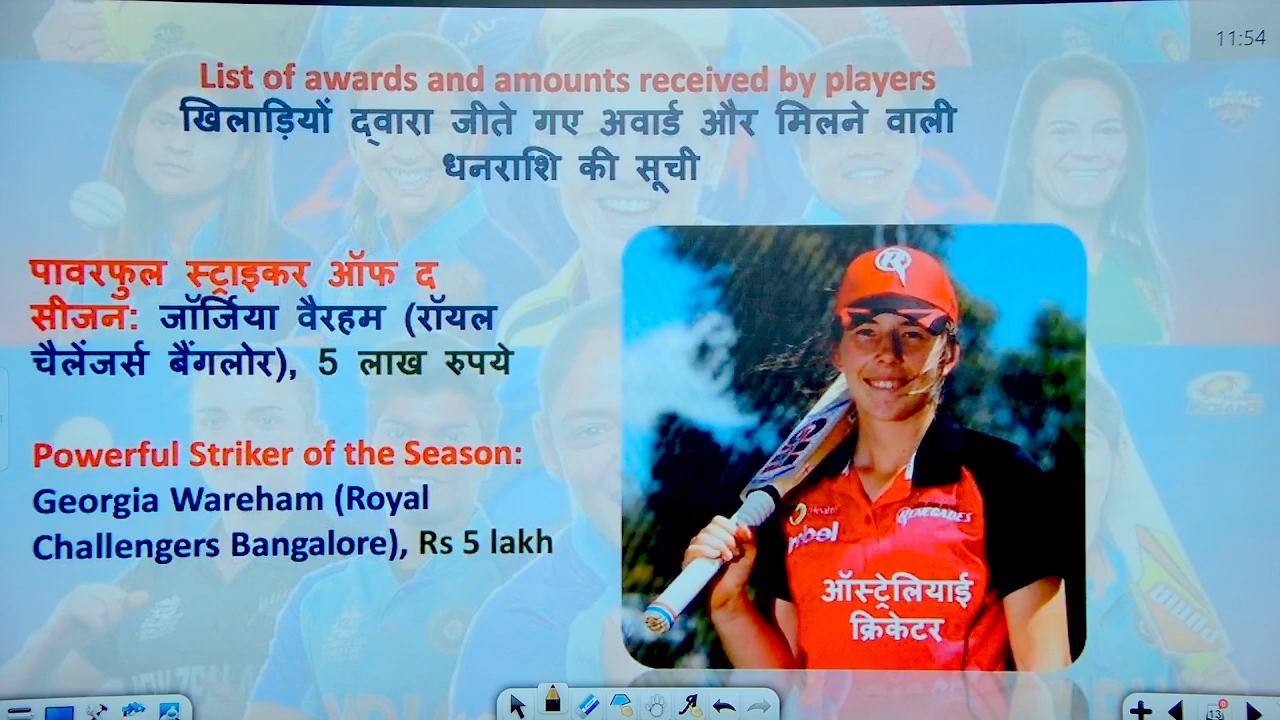 11:54
List of awards and amounts received by players
खिलाड़ियों द्वारा जीते गए अवार्ड और मिलने वाली
धनराशि की सूची
पावरफुल स्ट्राइकर ऑफ द
सीजन: जॉर्जिया वैरहम (रॉयल
चैलेंजर्स बैंगलोर), 5 लाख रुपये
Powerful Striker of the Season:
Georgia Wareham (Royal
Challengers Bangalore), Rs 5 lakh
R
RENEGADES
ऑस्ट्रेलियाई
क्रिकेटर
13